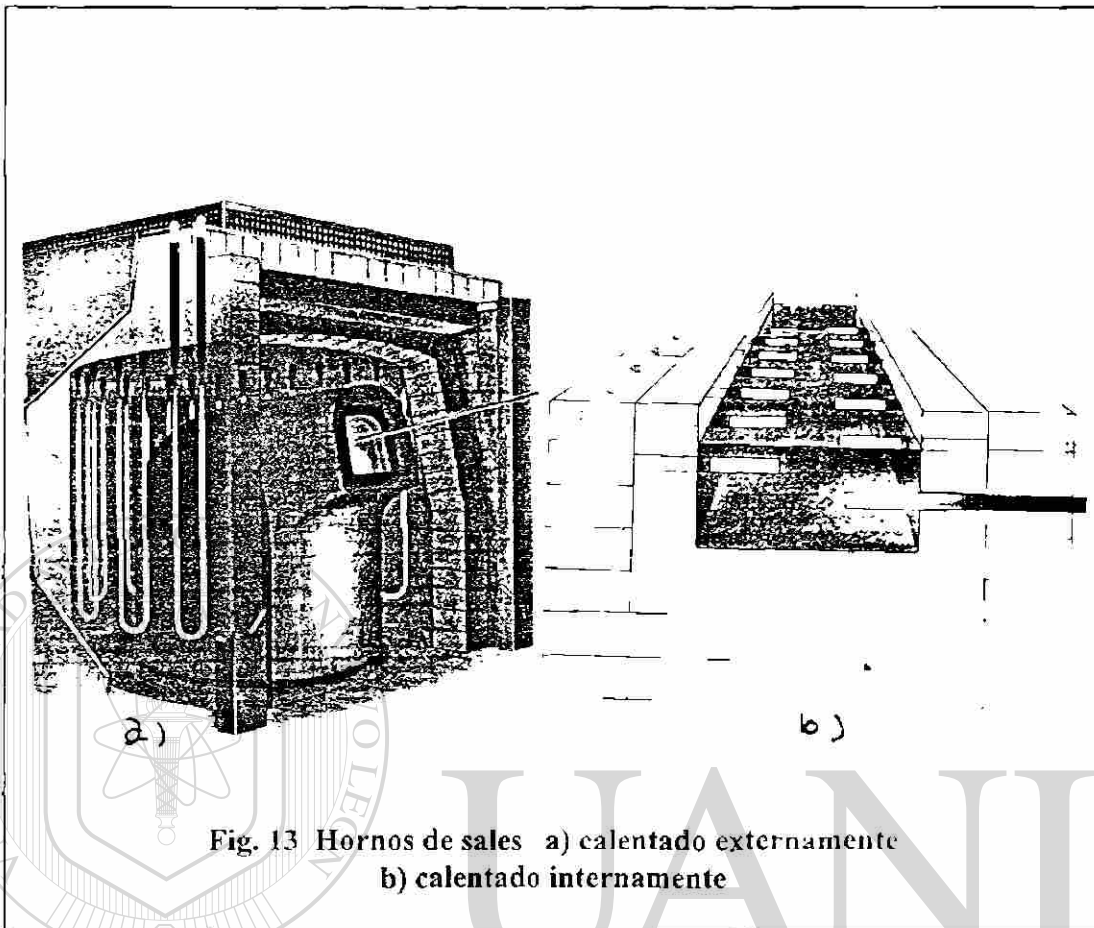 a)
b)
Fig. 13 Hornos de sales a) calentado externamente
b) calentado internamente
UANL